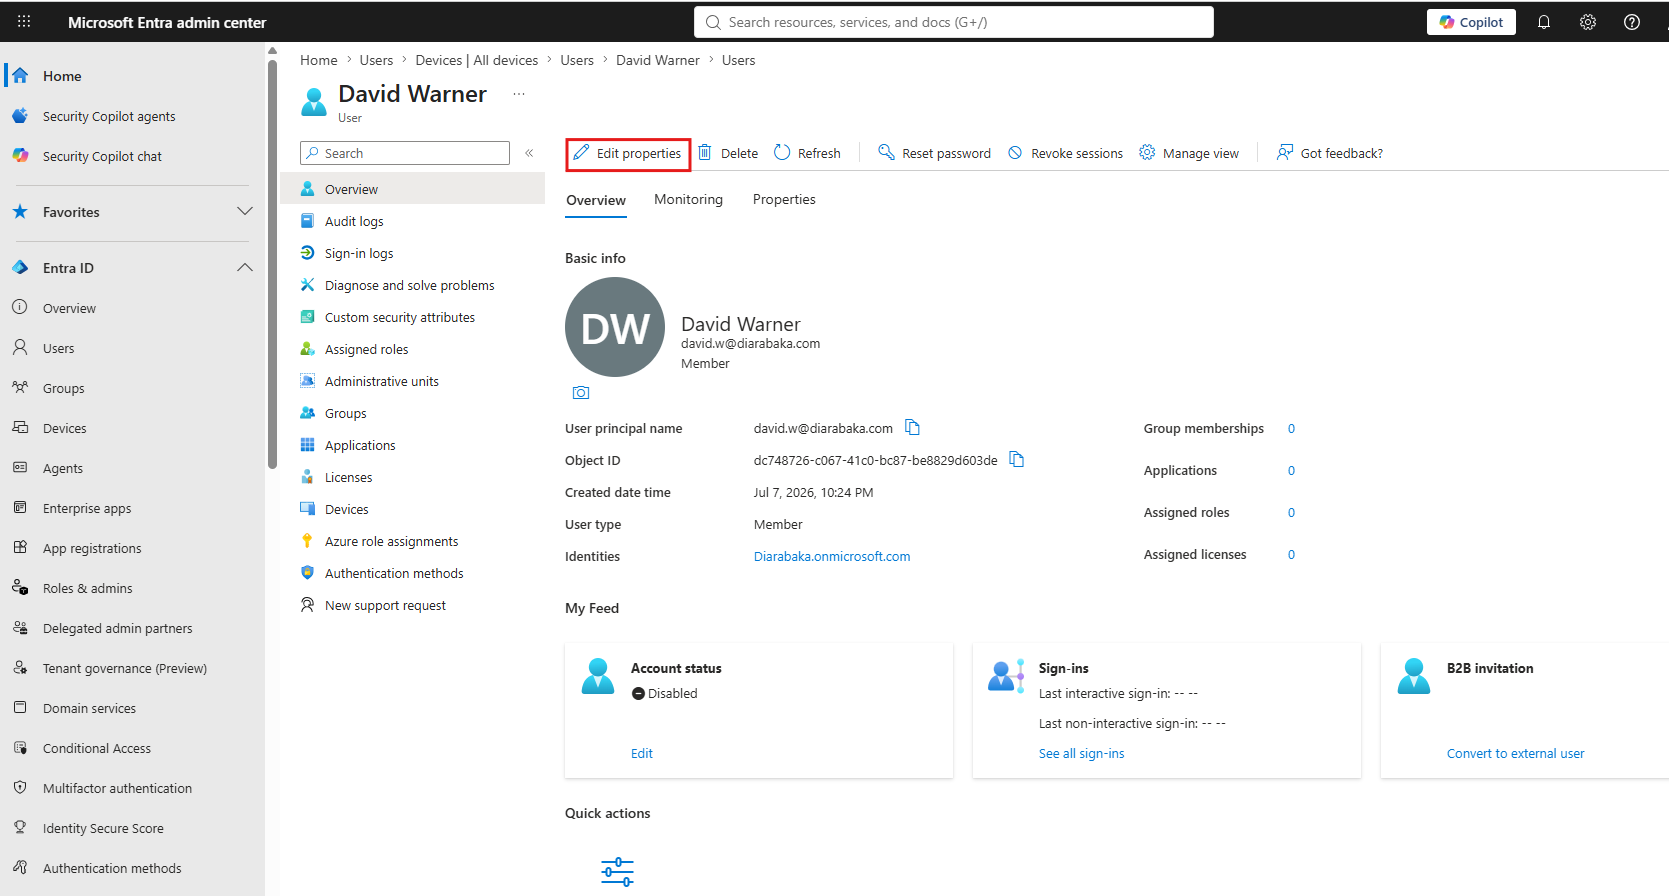 Microsoft Entra admin center
Search resources, services, and docs (G+/)
Copilot
Home
Security Copilot agents
Security Copilot chat
Favorites
Entra ID
Overview
Users
Groups
Devices
Agents
Enterprise apps
App registrations
Roles & admins
Delegated admin partners
Tenant governance (Preview)
Domain services
Conditional Access
Multifactor authentication
Identity Secure Score
Authentication methods
Home > Users > Devices | All devices > Users > David Warner > Users
David Warner ...
User
Search
Overview
Audit logs
Sign-in logs
Diagnose and solve problems
Custom security attributes
Assigned roles
Administrative units
Groups
Applications
Licenses
Devices
Azure role assignments
Authentication methods
New support request
Edit properties Delete Refresh Reset password Revoke sessions Manage view Got feedback?
Overview Monitoring Properties
Basic info
DW
David Warner
david.w@diarabaka.com
Member
User principal name david.w@diarabaka.com
Object ID dc748726-c067-41c0-bc87-be8829d603de
Created date time Jul 7, 2026, 10:24 PM
User type Member
Identities Diarabaka.onmicrosoft.com
Group memberships 0
Applications 0
Assigned roles 0
Assigned licenses 0
My Feed
Account status
Disabled
Edit
Sign-ins
Last interactive sign-in: -- --
Last non-interactive sign-in: -- --
See all sign-ins
B2B invitation
Convert to external user
Quick actions